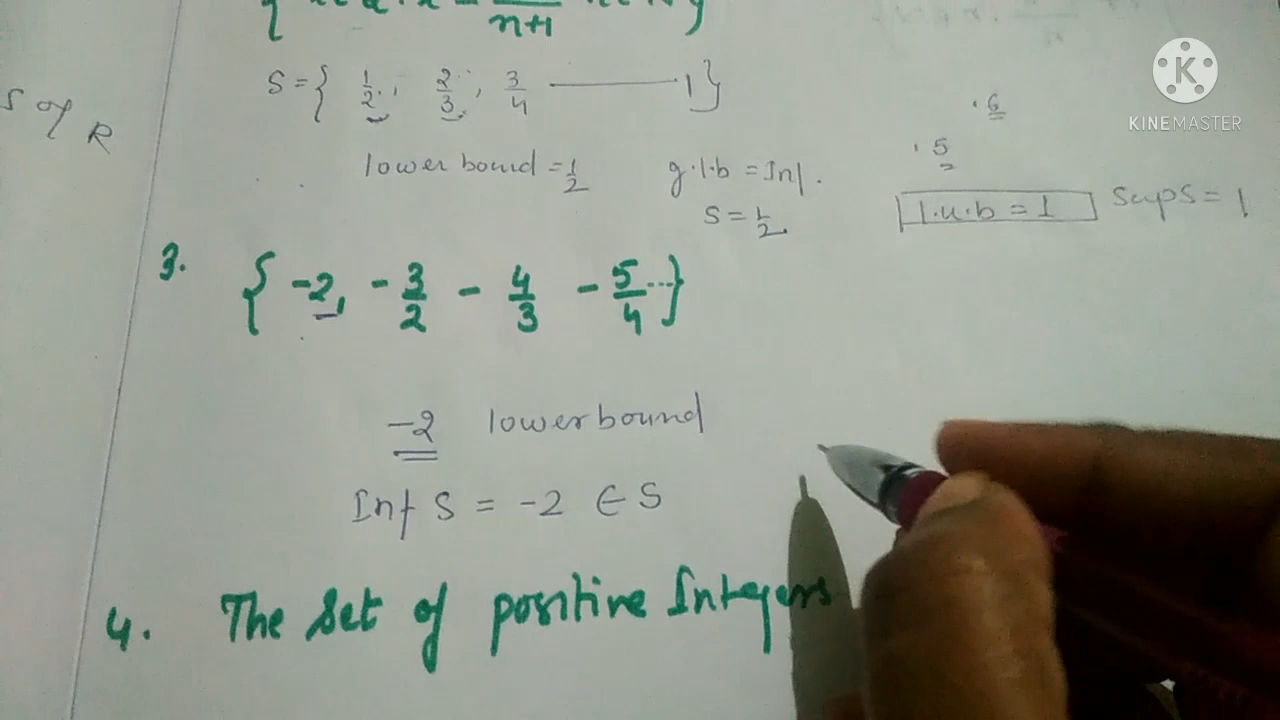 n+1
S = { 1/2, 2/3, 3/4 ——— 1 }
S of R
.6
KINEMASTER
.5
lower bound = 1/2 g.l.b = Inf.
S = 1/2
l.u.b = 1 Sup S = 1
3. { -2, - 3/2 - 4/3 - 5/4 ... }
-2 lower bound
Inf S = -2 ∈ S
4. The set of positive Integers